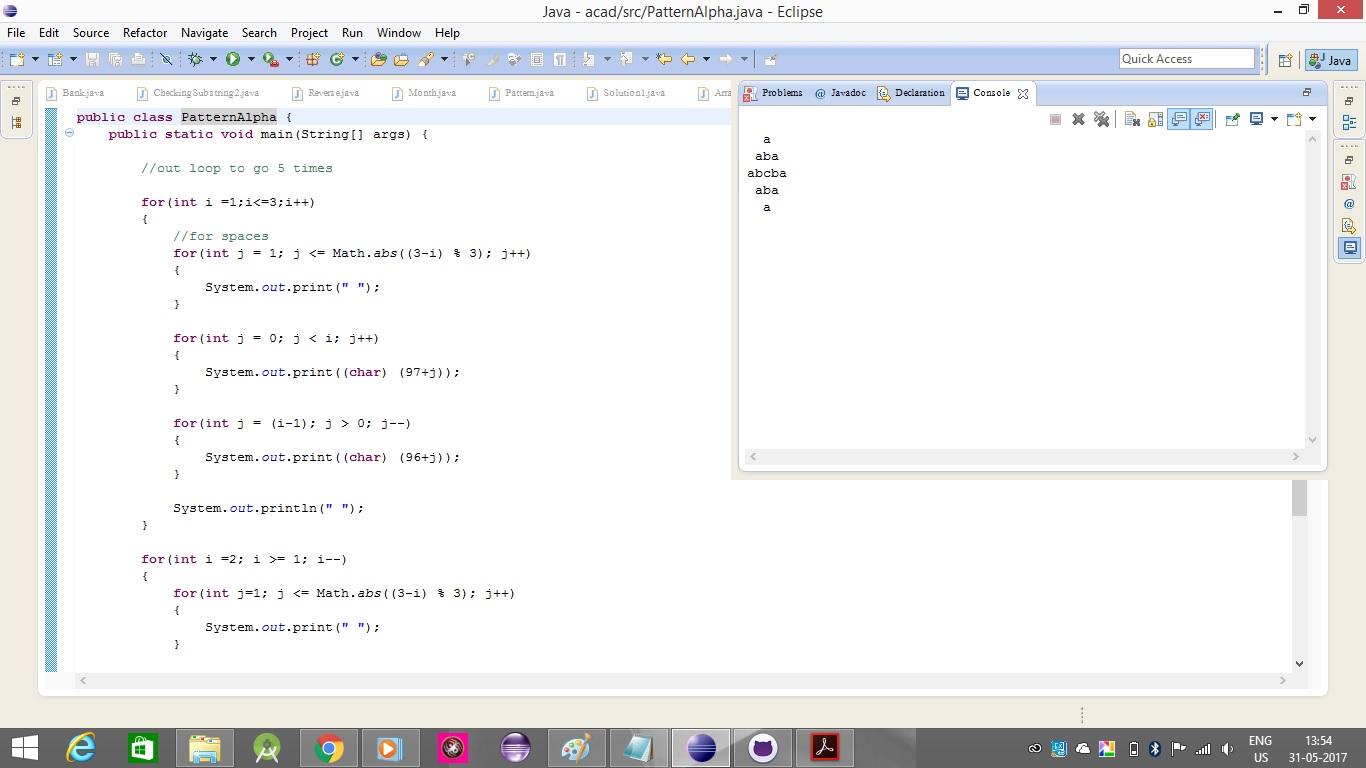 Java - acad/src/PatternAlpha.java - Eclipse
File Edit Source Refactor Navigate Search Project Run Window Help
Quick Access
Java
Bank.java CheckingSubstring2.java Reverse.java Month.java Pattern.java Solution1.java Arra
public class PatternAlpha {
public static void main(String[] args) {
//out loop to go 5 times
for(int i =1;i<=3;i++)
{
//for spaces
for(int j = 1; j <= Math.abs((3-i) % 3); j++)
{
System.out.print(" ");
}
for(int j = 0; j < i; j++)
{
System.out.print((char) (97+j));
}
for(int j = (i-1); j > 0; j--)
{
System.out.print((char) (96+j));
}
System.out.println(" ");
}
for(int i =2; i >= 1; i--)
{
for(int j=1; j <= Math.abs((3-i) % 3); j++)
{
System.out.print(" ");
}
Problems @ Javadoc Declaration Console
a
aba
abcba
aba
a
ENG
US
13:54
31-05-2017